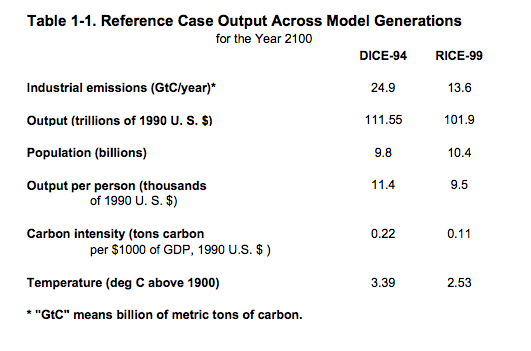 Table 1-1. Reference Case Output Across Model Generations
for the Year 2100
DICE-94 RICE-99
Industrial emissions (GtC/year)* 24.9 13.6
Output (trillions of 1990 U. S. $) 111.55 101.9
Population (billions) 9.8 10.4
Output per person (thousands 11.4 9.5
of 1990 U. S. $)
Carbon intensity (tons carbon 0.22 0.11
per $1000 of GDP, 1990 U.S. $ )
Temperature (deg C above 1900) 3.39 2.53
* "GtC" means billion of metric tons of carbon.